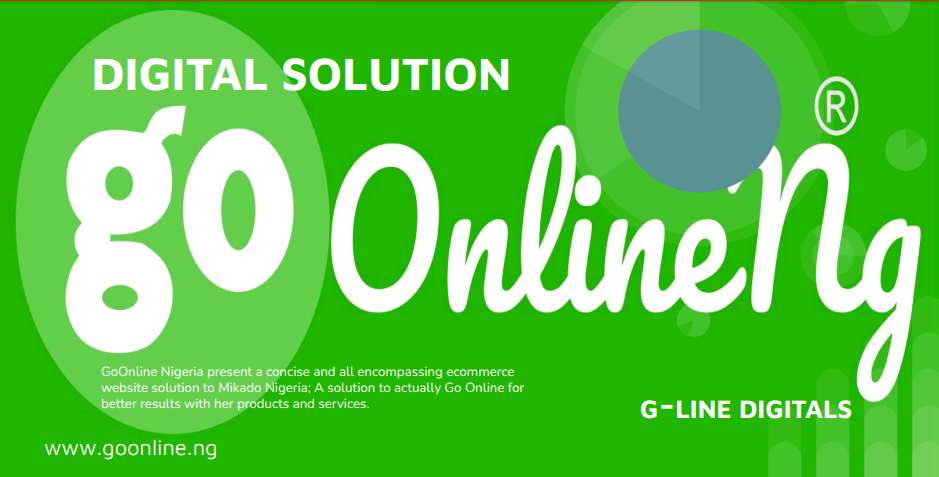 DIGITAL SOLUTION
go OnlineNg ®
GoOnline Nigeria present a concise and all encompassing ecommerce
website solution to Mikado Nigeria; A solution to actually Go Online for
better results with her products and services.
G-LINE DIGITALS
www.goonline.ng